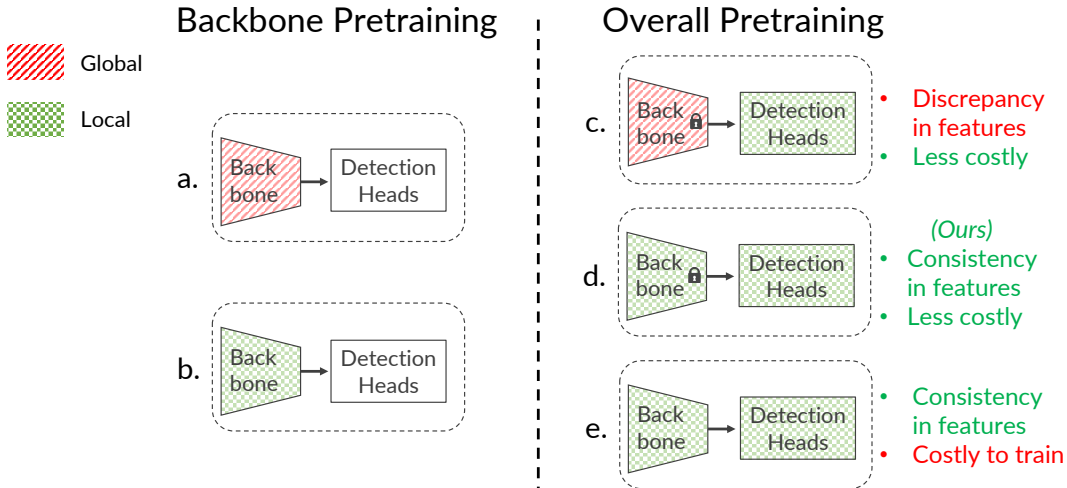 Backbone Pretraining
Overall Pretraining
Global
Local
a.
Back
bone
Detection
Heads
b.
Back
bone
Detection
Heads
c.
Back
bone
Detection
Heads
• Discrepancy
in features
• Less costly
d.
Back
bone
Detection
Heads
(Ours)
• Consistency
in features
• Less costly
e.
Back
bone
Detection
Heads
• Consistency
in features
• Costly to train